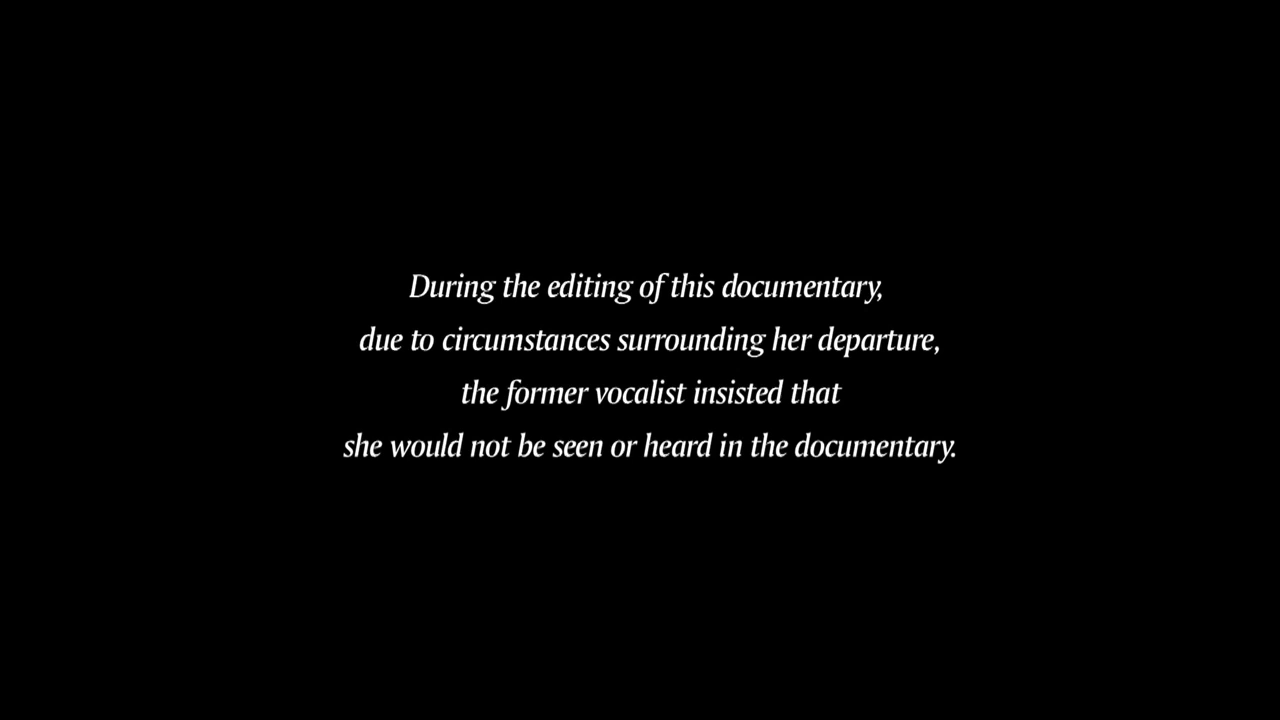 During the editing of this documentary,
due to circumstances surrounding her departure,
the former vocalist insisted that
she would not be seen or heard in the documentary.